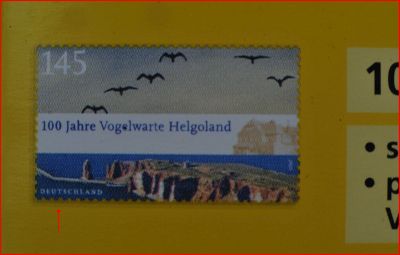 145
100 Jahre Vogelwarte Helgoland
DEUTSCHLAND
10
• s
• p
V